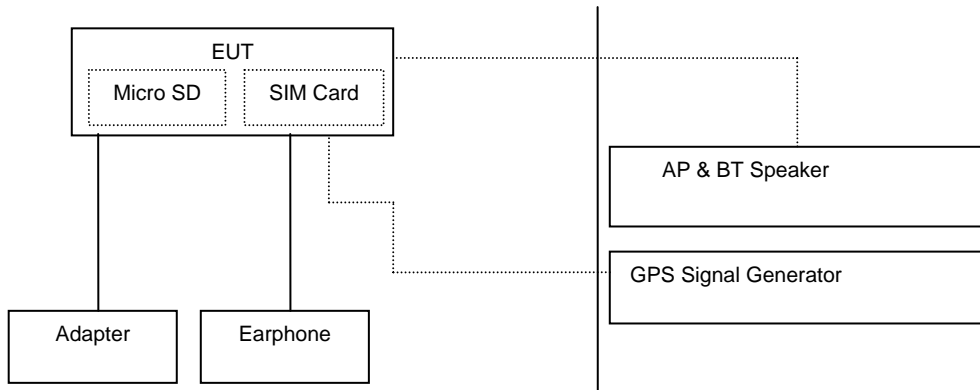 EUT
Micro SD
SIM Card
AP & BT Speaker
GPS Signal Generator
Adapter
Earphone